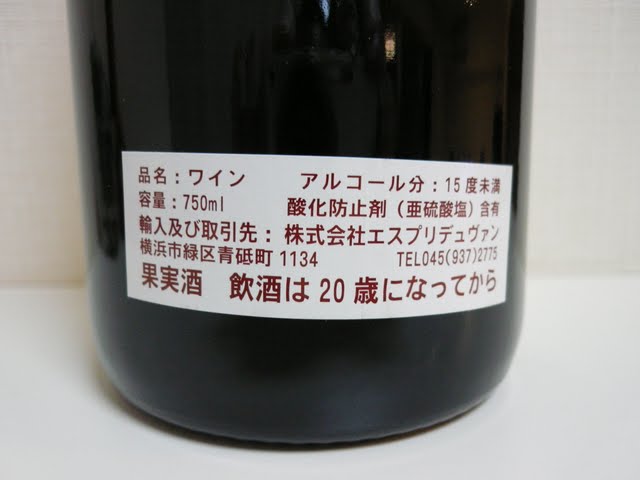 品名：ワイン　アルコール分：15度未満
容量：750ml　酸化防止剤（亜硫酸塩）含有
輸入及び取引先：株式会社エスプリデュヴァン
横浜市緑区青砥町1134　TEL045(937)2775
果実酒　飲酒は20歳になってから